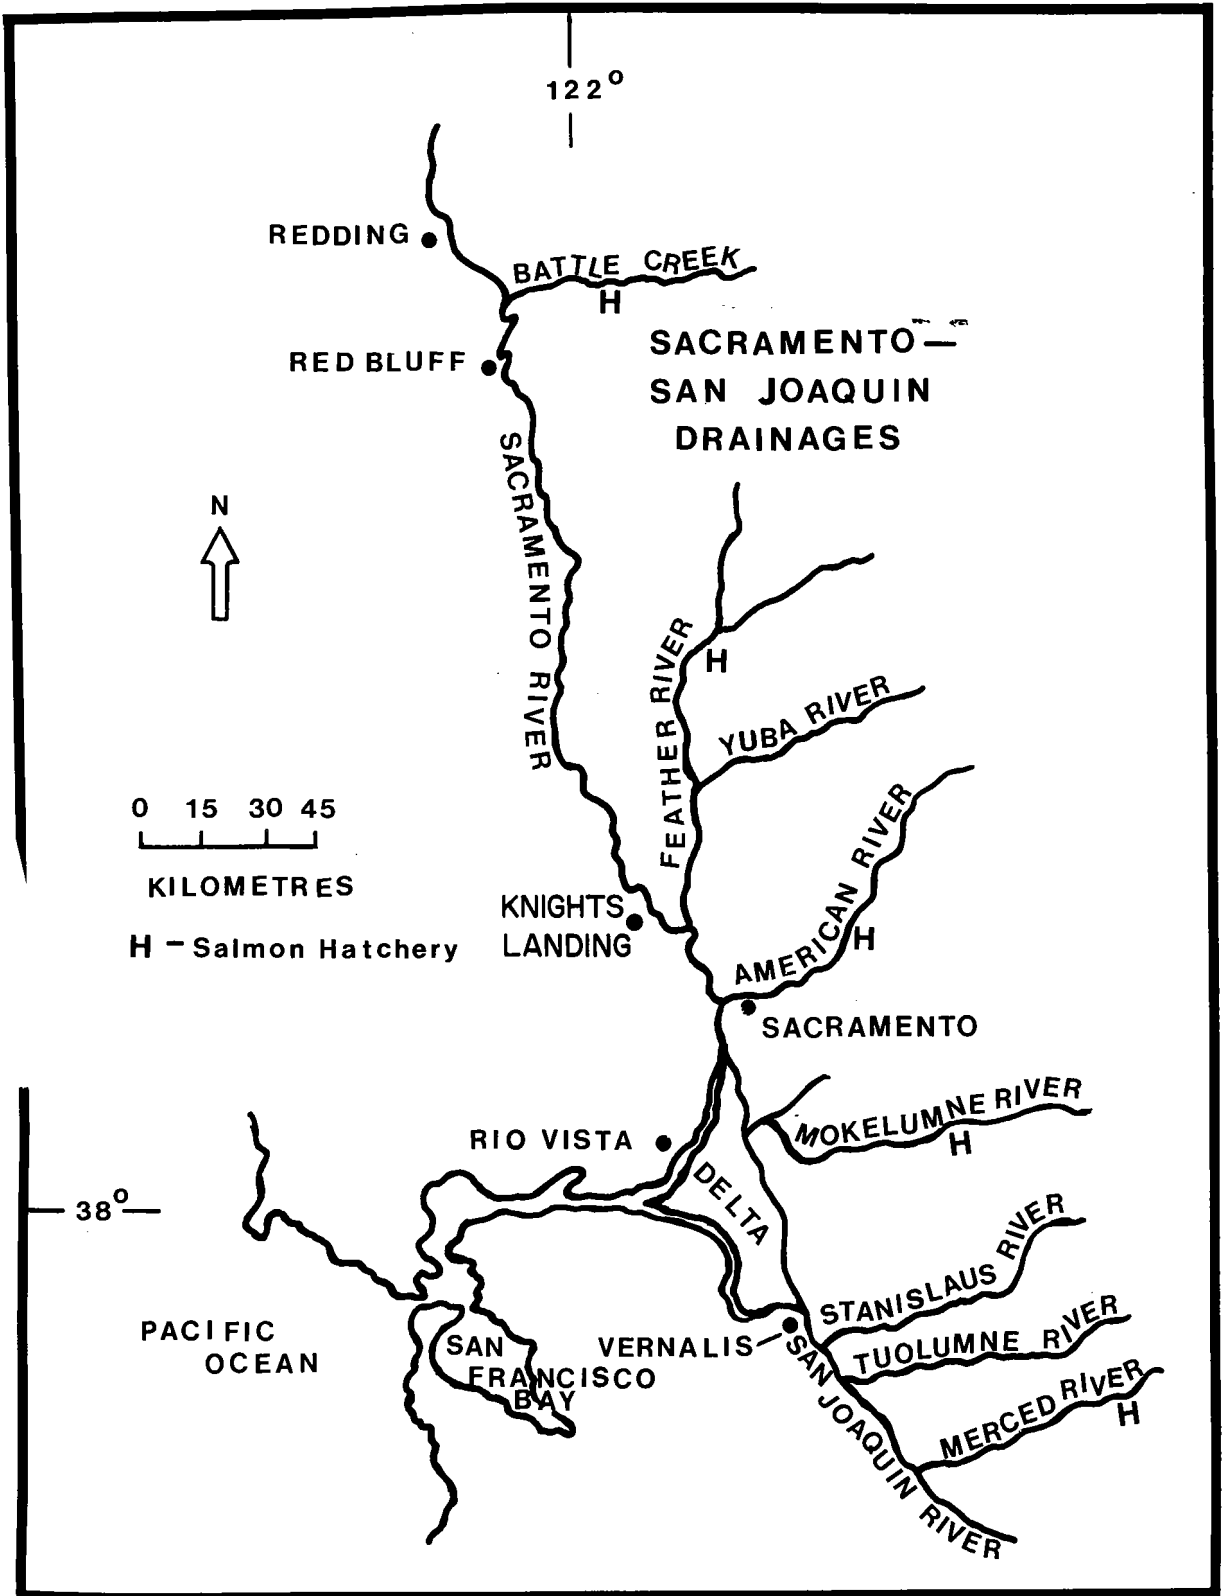 122°
REDDING
BATTLE CREEK
H
SACRAMENTO—
SAN JOAQUIN
DRAINAGES
RED BLUFF
SACRAMENTO RIVER
N
FEATHER RIVER
H
YUBA RIVER
0 15 30 45
KILOMETRES
H - Salmon Hatchery
KNIGHTS
LANDING
AMERICAN RIVER
H
SACRAMENTO
MOKELUMNE RIVER
H
RIO VISTA
DELTA
38°
STANISLAUS RIVER
PACIFIC
OCEAN
SAN
FRANCISCO
BAY
VERNALIS
TUOLUMNE RIVER
MERCED RIVER
H
SAN JOAQUIN RIVER